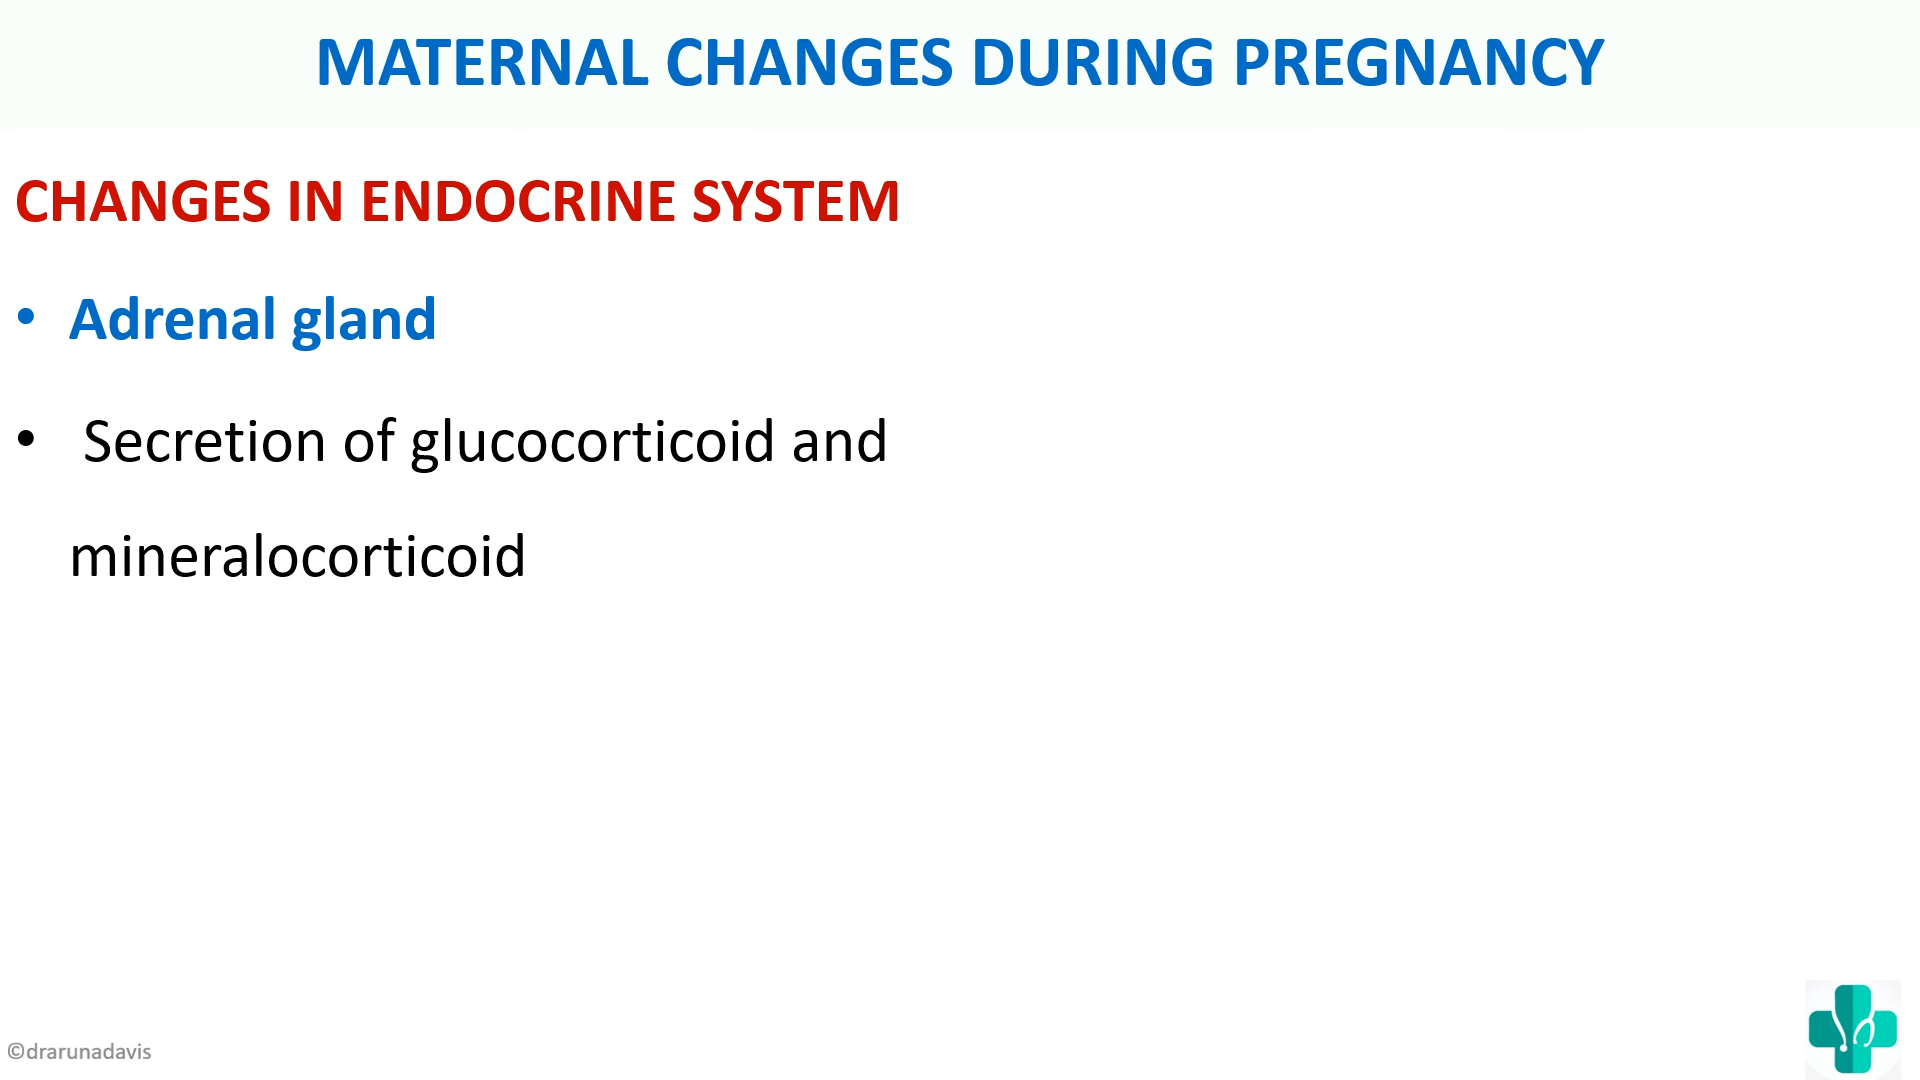 MATERNAL CHANGES DURING PREGNANCY
CHANGES IN ENDOCRINE SYSTEM
• Adrenal gland
• Secretion of glucocorticoid and
mineralocorticoid
©drarunadavis